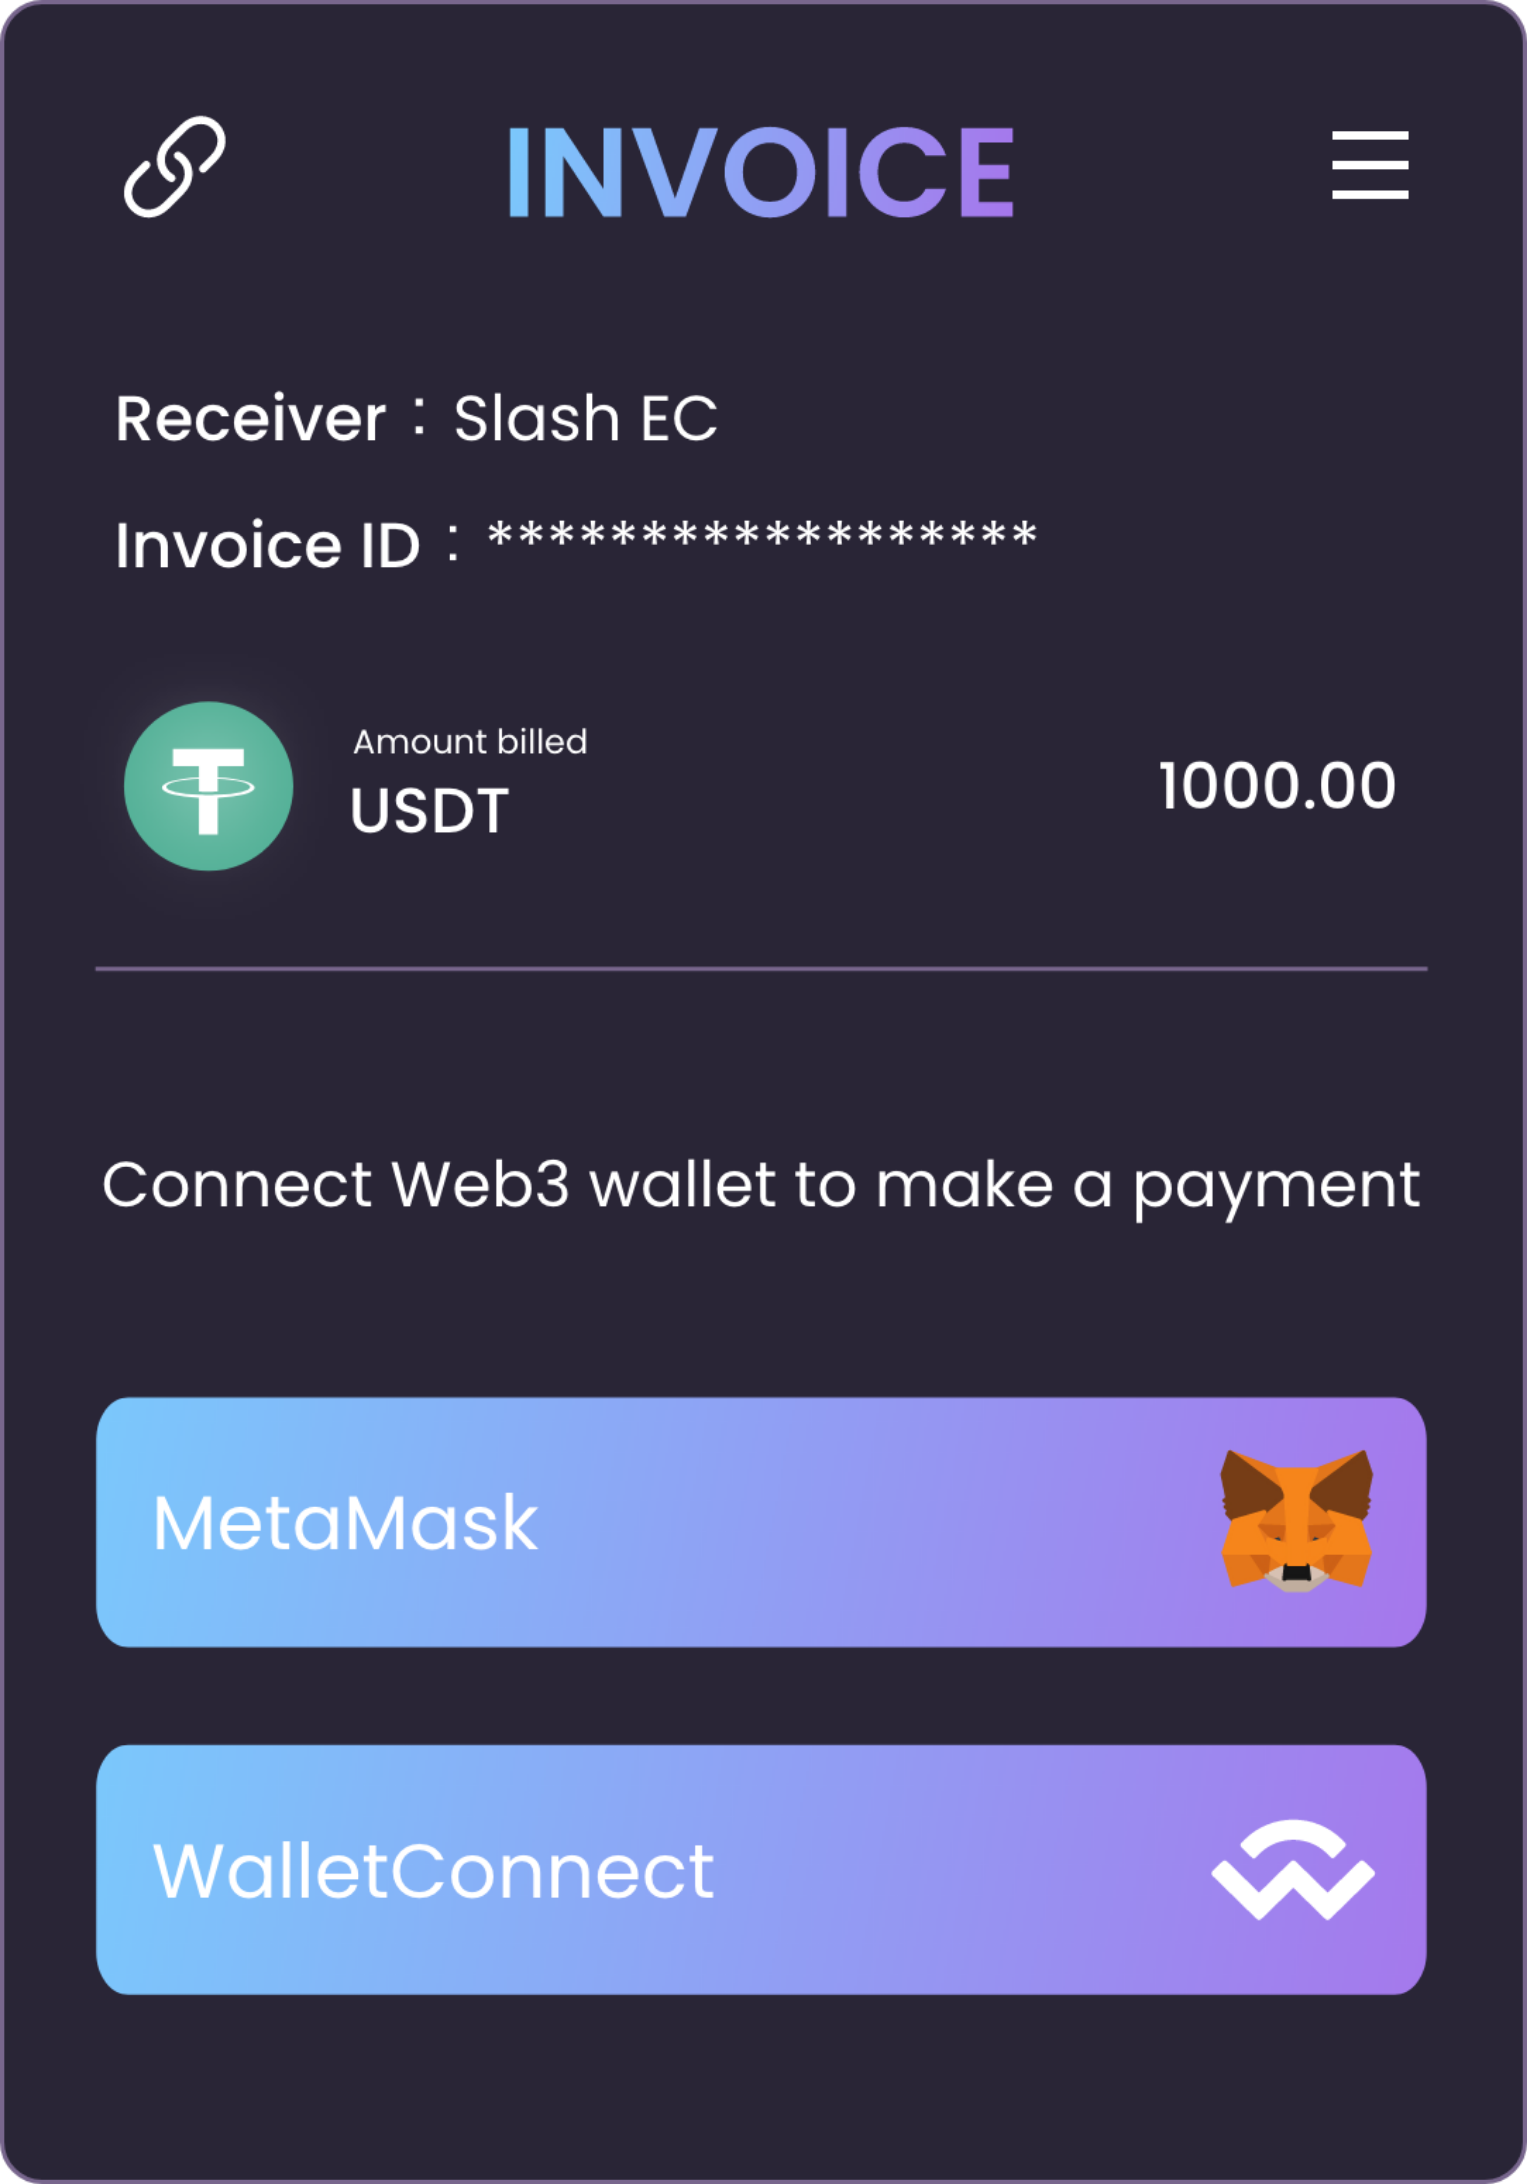 INVOICE
Receiver : Slash EC
Invoice ID : ******************
Amount billed
USDT
1000.00
Connect Web3 wallet to make a payment
MetaMask
WalletConnect